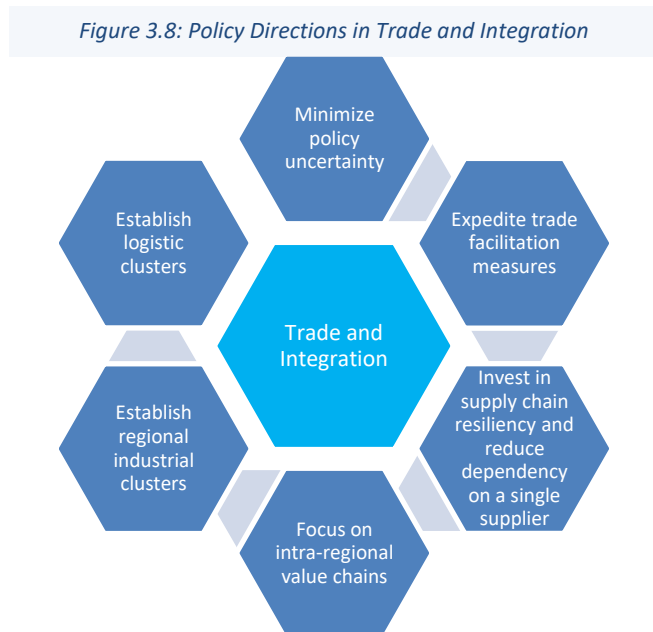 Figure 3.8: Policy Directions in Trade and Integration
Minimize
policy
uncertainty
Expedite trade
facilitation
measures
Invest in
supply chain
resiliency and
reduce
dependency
on a single
supplier
Focus on
intra-regional
value chains
Establish
regional
industrial
clusters
Establish
logistic
clusters
Trade and
Integration